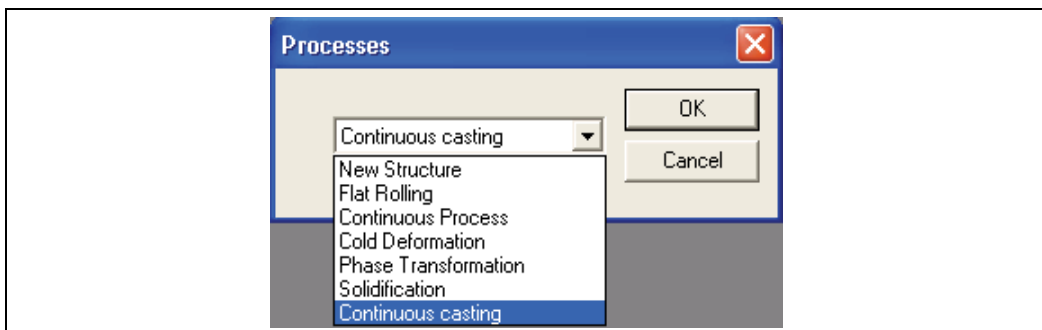 Processes
OK
Continuous casting
Cancel
New Structure
Flat Rolling
Continuous Process
Cold Deformation
Phase Transformation
Solidification
Continuous casting